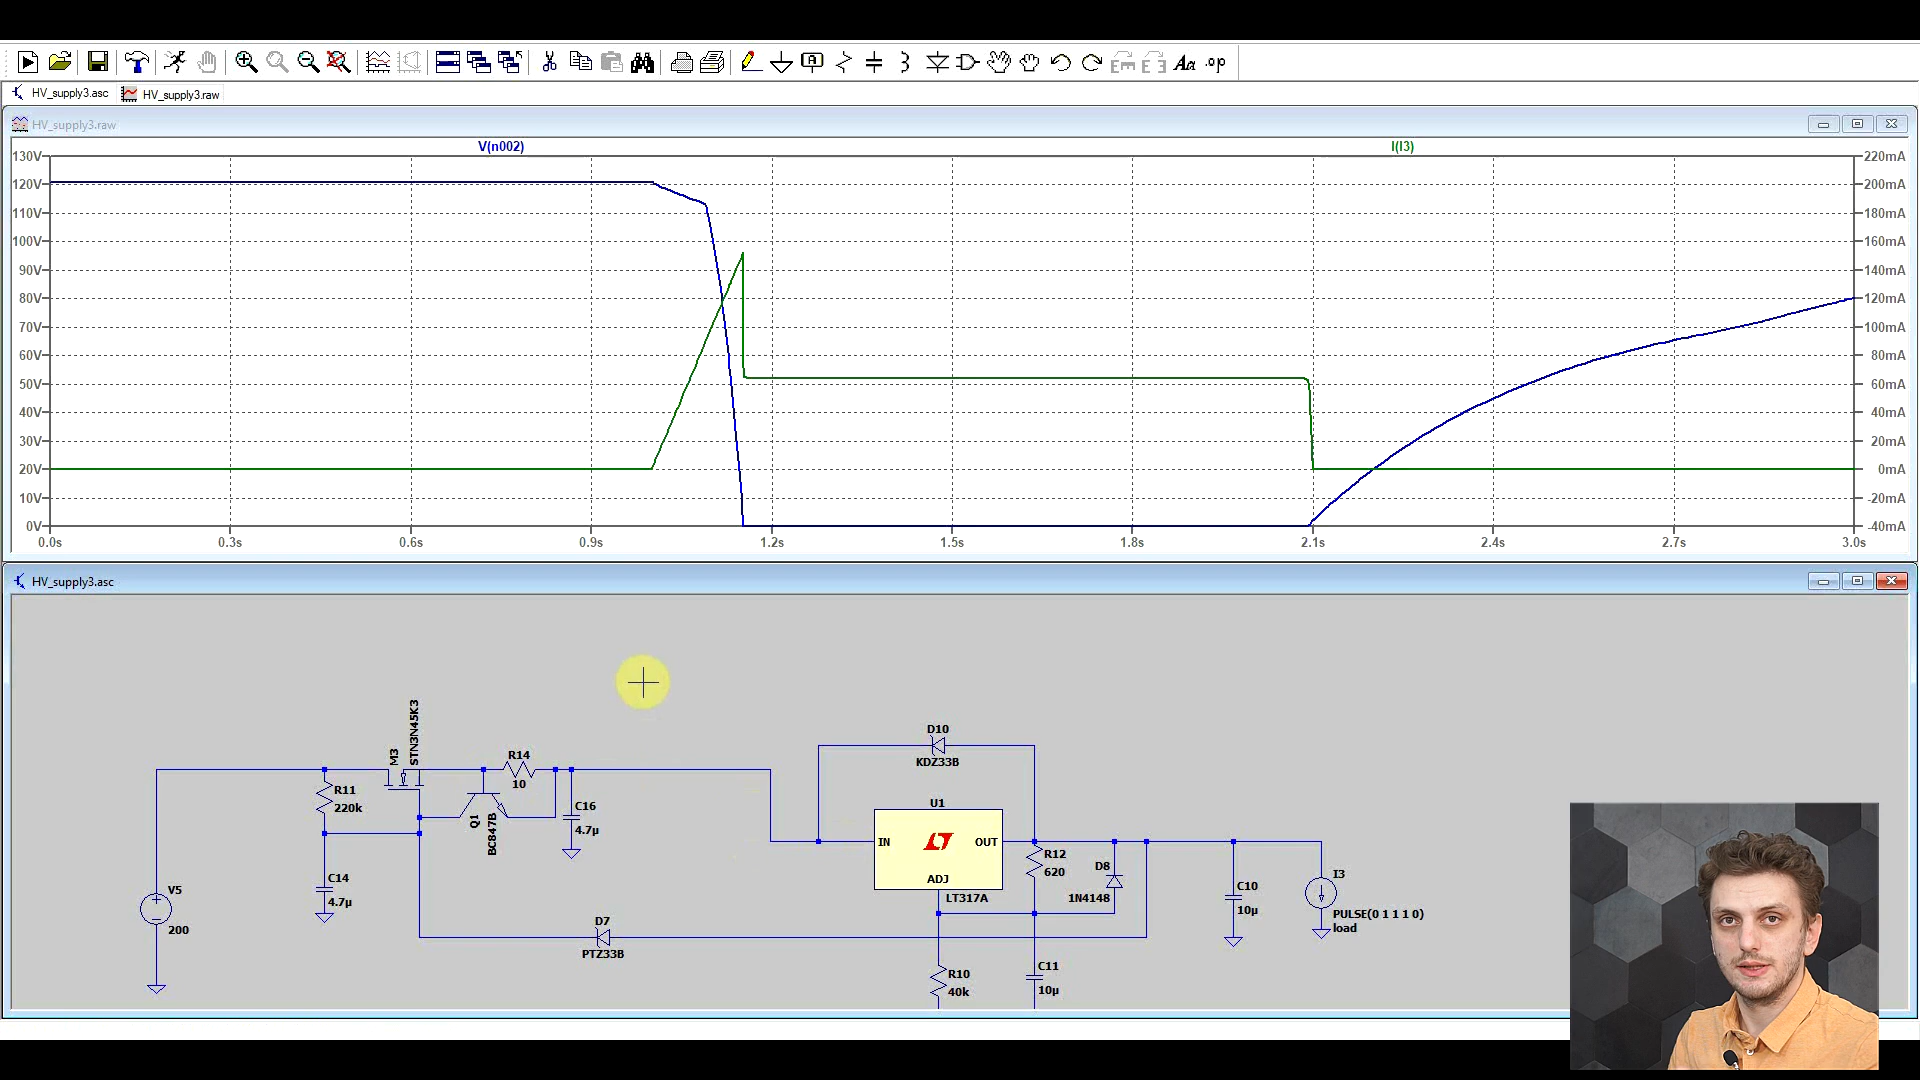 HV_supply3.asc
HV_supply3.raw
HV_supply3.raw
V(n002)
I(I3)
130V
120V
110V
100V
90V
80V
70V
60V
50V
40V
30V
20V
10V
0V
220mA
200mA
180mA
160mA
140mA
120mA
100mA
80mA
60mA
40mA
20mA
0mA
-20mA
-40mA
0.0s 0.3s 0.6s 0.9s 1.2s 1.5s 1.8s 2.1s 2.4s 2.7s 3.0s
HV_supply3.asc
M3
STN3N45K3
R14
10
R11
220k
Q1
BC847B
C16
4.7µ
C14
4.7µ
V5
200
D7
PTZ33B
D10
KDZ33B
U1
IN
OUT
ADJ
LT317A
R12
620
D8
1N4148
R10
40k
C11
10µ
C10
10µ
I3
PULSE(0 1 1 1 0)
load
A
Aa
.op